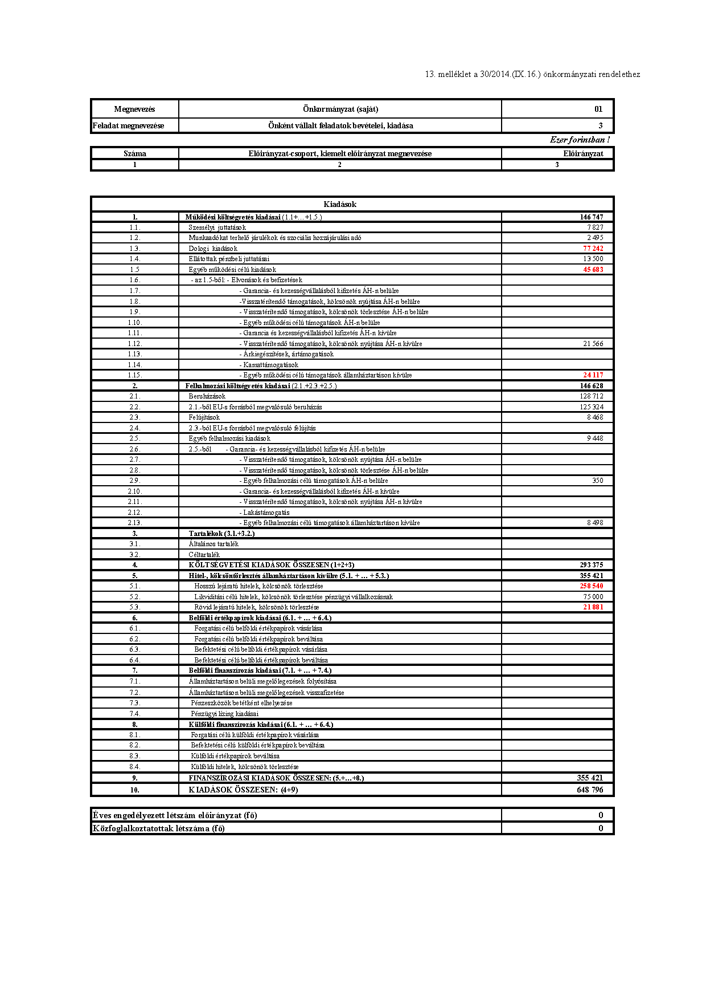 13. melléklet a 30/2014.(IX.16.) önkormányzati rendelethez
Megnevezés Önkormányzat (saját) 01
Feladat megnevezése Önként vállalt feladatok bevételei, kiadása 3
Ezer forintban !
Száma Előirányzat-csoport, kiemelt előirányzat megnevezése Előirányzat
1 2 3
Kiadások
1. Működési költségvetés kiadásai (1.1+…+1.5.) 146 747
1.1. Személyi juttatások 7 827
1.2. Munkaadókat terhelő járulékok és szociális hozzájárulási adó 2 495
1.3. Dologi kiadások 77 242
1.4. Ellátottak pénzbeli juttatásai 13 500
1.5 Egyéb működési célú kiadások 45 683
1.6. - az 1.5-ből: - Elvonások és befizetések
1.7. - Garancia- és kezességvállalásból kifizetés ÁH-n belülre
1.8. -Visszatérítendő támogatások, kölcsönök nyújtása ÁH-n belülre
1.9. - Visszatérítendő támogatások, kölcsönök törlesztése ÁH-n belülre
1.10. - Egyéb működési célú támogatások ÁH-n belülre
1.11. - Garancia és kezességvállalásból kifizetés ÁH-n kívülre
1.12. - Visszatérítendő támogatások, kölcsönök nyújtása ÁH-n kívülre 21 566
1.13. - Árkiegészítések, ártámogatások
1.14. - Kamattámogatások
1.15. - Egyéb működési célú támogatások államháztartáson kívülre 24 117
2. Felhalmozási költségvetés kiadásai (2.1.+2.3.+2.5.) 146 628
2.1. Beruházások 128 712
2.2. 2.1.-ből EU-s forrásból megvalósuló beruházás 125 324
2.3. Felújítások 8 468
2.4. 2.3.-ból EU-s forrásból megvalósuló felújítás
2.5. Egyéb felhalmozási kiadások 9 448
2.6. 2.5.-ből - Garancia- és kezességvállalásból kifizetés ÁH-n belülre
2.7. - Visszatérítendő támogatások, kölcsönök nyújtása ÁH-n belülre
2.8. - Visszatérítendő támogatások, kölcsönök törlesztése ÁH-n belülre
2.9. - Egyéb felhalmozási célú támogatások ÁH-n belülre 350
2.10. - Garancia- és kezességvállalásból kifizetés ÁH-n kívülre
2.11. - Visszatérítendő támogatások, kölcsönök nyújtása ÁH-n kívülre
2.12. - Lakástámogatás
2.13. - Egyéb felhalmozási célú támogatások államháztartáson kívülre 8 498
3. Tartalékok (3.1.+3.2.)
3.1. Általános tartalék
3.2. Céltartalék
4. KÖLTSÉGVETÉSI KIADÁSOK ÖSSZESEN (1+2+3) 293 375
5. Hitel-, kölcsöntörlesztés államháztartáson kívülre (5.1. + … + 5.3.) 355 421
5.1. Hosszú lejáratú hitelek, kölcsönök törlesztése 258 540
5.2. Likviditási célú hitelek, kölcsönök törlesztése pénzügyi vállalkozásnak 75 000
5.3. Rövid lejáratú hitelek, kölcsönök törlesztése 21 881
6. Belföldi értékpapírok kiadásai (6.1. + … + 6.4.)
6.1. Forgatási célú belföldi értékpapírok vásárlása
6.2. Forgatási célú belföldi értékpapírok beváltása
6.3. Befektetési célú belföldi értékpapírok vásárlása
6.4. Befektetési célú belföldi értékpapírok beváltása
7. Belföldi finanszírozás kiadásai (7.1. + … + 7.4.)
7.1. Államháztartáson belüli megelőlegezések folyósítása
7.2. Államháztartáson belüli megelőlegezések visszafizetése
7.3. Pénzeszközök betétként elhelyezése
7.4. Pénzügyi lízing kiadásai
8. Külföldi finanszírozás kiadásai (6.1. + … + 6.4.)
8.1. Forgatási célú külföldi értékpapírok vásárlása
8.2. Befektetési célú külföldi értékpapírok beváltása
8.3. Külföldi értékpapírok beváltása
8.4. Külföldi hitelek, kölcsönök törlesztése
9. FINANSZÍROZÁSI KIADÁSOK ÖSSZESEN: (5.+…+8.) 355 421
10. KIADÁSOK ÖSSZESEN: (4+9) 648 796
Éves engedélyezett létszám előirányzat (fő) 0
Közfoglalkoztatottak létszáma (fő) 0